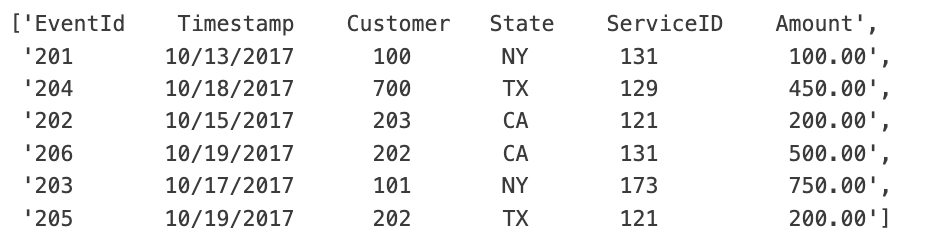 ['EventId    Timestamp    Customer   State    ServiceID    Amount',
 '201       10/13/2017      100       NY       131          100.00',
 '204       10/18/2017      700       TX       129          450.00',
 '202       10/15/2017      203       CA       121          200.00',
 '206       10/19/2017      202       CA       131          500.00',
 '203       10/17/2017      101       NY       173          750.00',
 '205       10/19/2017      202       TX       121          200.00']